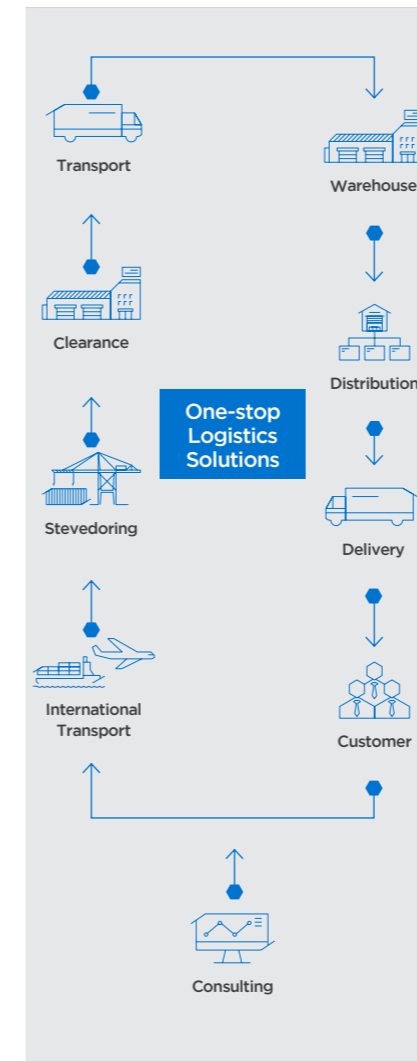 Transport
Warehouse
Clearance
Distribution
One-stop
Logistics
Solutions
Stevedoring
Delivery
International
Transport
Customer
Consulting